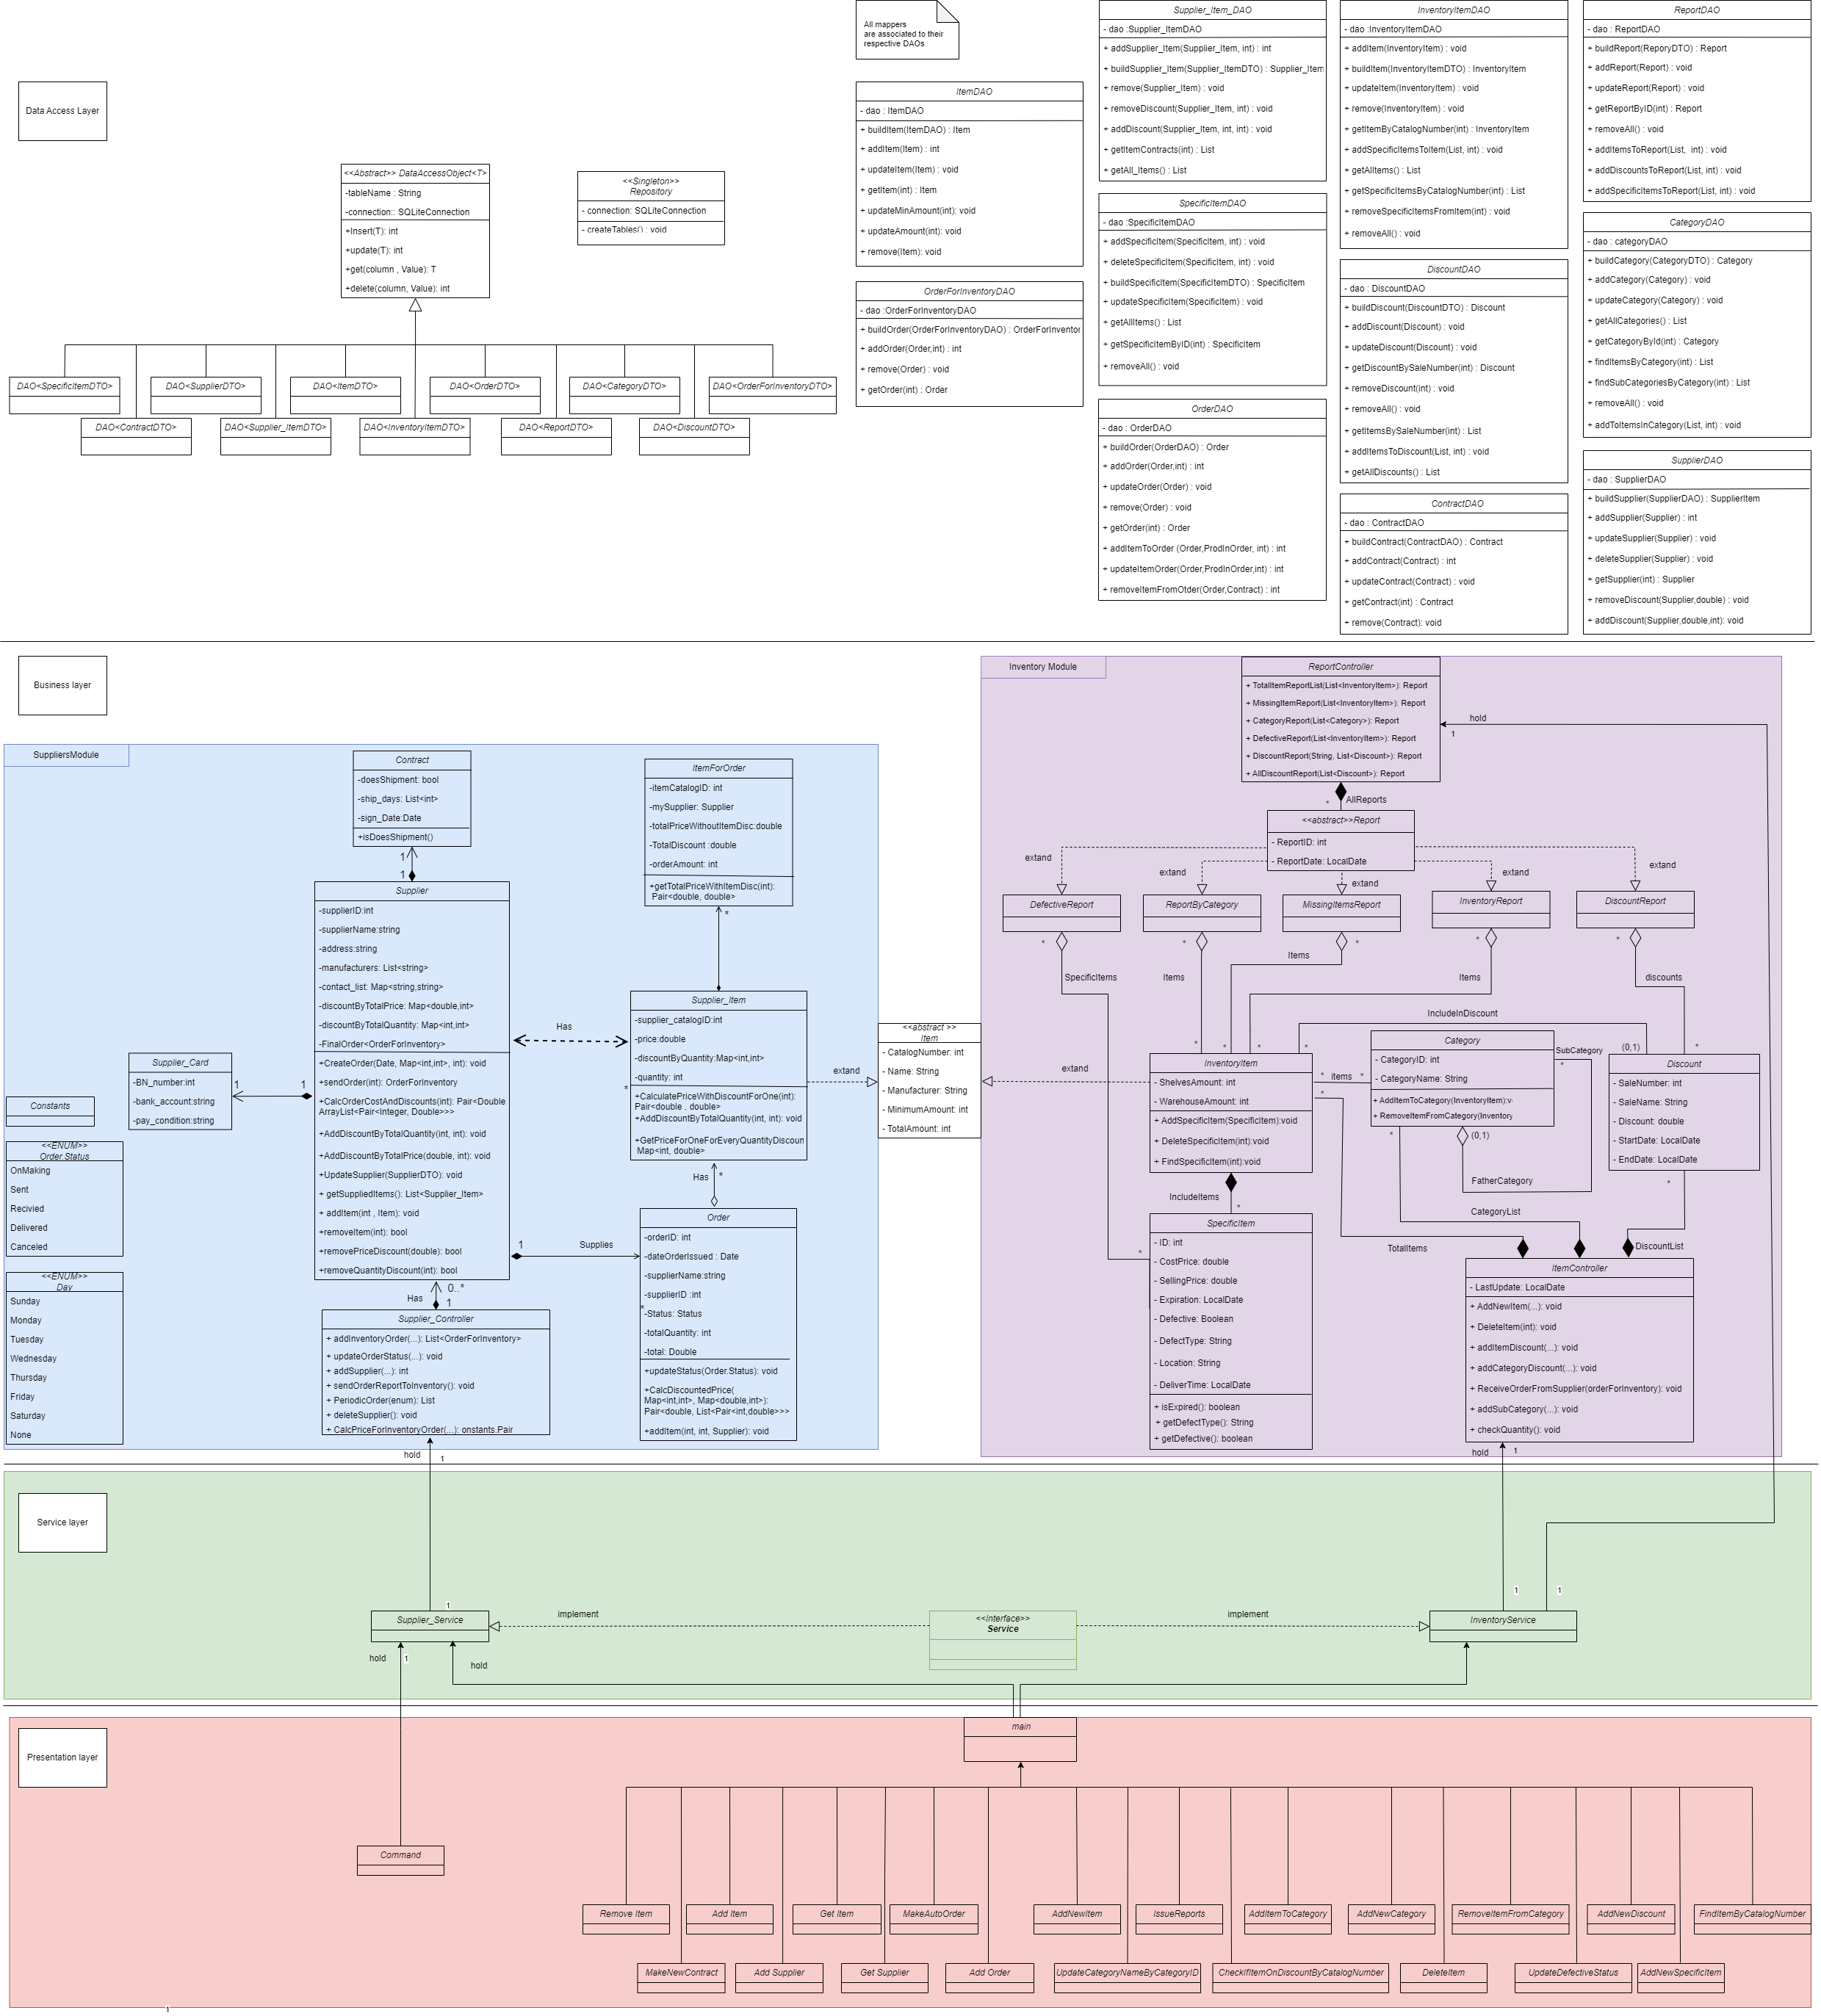 Data Access Layer
<<Abstract>> DataAccessObject<T>
-tableName : String
-connection:: SQLiteConnection
+Insert(T): int
+update(T): int
+get(column , Value): T
+delete(column, Value): int
<<Singleton>>
Repository
- connection: SQLiteConnection
- createTables() : void
DAO<SpecificItemDTO>
DAO<SupplierDTO>
DAO<ItemDTO>
DAO<OrderDTO>
DAO<CategoryDTO>
DAO<OrderForInventoryDTO>
DAO<ContractDTO>
DAO<Supplier_ItemDTO>
DAO<InventoryItemDTO>
DAO<ReportDTO>
DAO<DiscountDTO>
All mappers
are associated to their
respective DAOs
ItemDAO
- dao : ItemDAO
+ buildItem(ItemDAO) : Item
+ addItem(Item) : int
+ updateItem(Item) : void
+ getItem(int) : Item
+ updateMinAmount(int): void
+ updateAmount(int): void
+ remove(Item): void
OrderForInventoryDAO
- dao :OrderForInventoryDAO
+ buildOrder(OrderForInventoryDAO) : OrderForInventor
+ addOrder(Order,int) : int
+ remove(Order) : void
+ getOrder(int) : Order
Supplier_Item_DAO
- dao :Supplier_ItemDAO
+ addSupplier_Item(Supplier_Item, int) : int
+ buildSupplier_Item(Supplier_ItemDTO) : Supplier_Item
+ remove(Supplier_Item) : void
+ removeDiscount(Supplier_Item, int) : void
+ addDiscount(Supplier_Item, int, int) : void
+ getItemContracts(int) : List
+ getAll_Items() : List
SpecificItemDAO
- dao :SpecificItemDAO
+ addSpecificItem(SpecificItem, int) : void
+ deleteSpecificItem(SpecificItem, int) : void
+ buildSpecificItem(SpecificItemDTO) : SpecificItem
+ updateSpecificItem(SpecificItem) : void
+ getAllItems() : List
+ getSpecificItemByID(int) : SpecificItem
+ removeAll() : void
OrderDAO
- dao : OrderDAO
+ buildOrder(OrderDAO) : Order
+ addOrder(Order,int) : int
+ updateOrder(Order) : void
+ remove(Order) : void
+ getOrder(int) : Order
+ addItemToOrder (Order,ProdInOrder, int) : int
+ updateItemOrder(Order,ProdInOrder,int) : int
+ removeItemFromOtder(Order,Contract) : int
InventoryItemDAO
- dao :InventoryItemDAO
+ addItem(InventoryItem) : void
+ buildItem(InventoryItemDTO) : InventoryItem
+ updateItem(InventoryItem) : void
+ remove(InventoryItem) : void
+ getItemByCatalogNumber(int) : InventoryItem
+ addSpecificItemsToItem(List, int) : void
+ getAllItems() : List
+ getSpecificItemsByCatalogNumber(int) : List
+ removeSpecificItemsFromItem(int) : void
+ removeAll() : void
DiscountDAO
- dao : DiscountDAO
+ buildDiscount(DiscountDTO) : Discount
+ addDiscount(Discount) : void
+ updateDiscount(Discount) : void
+ getDiscountBySaleNumber(int) : Discount
+ removeDiscount(int) : void
+ removeAll() : void
+ getItemsBySaleNumber(int) : List
+ addItemsToDiscount(List, int) : void
+ getAllDiscounts() : List
ContractDAO
- dao : ContractDAO
+ buildContract(ContractDAO) : Contract
+ addContract(Contract) : int
+ updateContract(Contract) : void
+ getContract(int) : Contract
+ remove(Contract): void
ReportDAO
- dao : ReportDAO
+ buildReport(ReporyDTO) : Report
+ addReport(Report) : void
+ updateReport(Report) : void
+ getReportByID(int) : Report
+ removeAll() : void
+ addItemsToReport(List, int) : void
+ addDiscountsToReport(List, int) : void
+ addSpecificItemsToReport(List, int) : void
CategoryDAO
- dao : categoryDAO
+ buildCategory(CategoryDTO) : Category
+ addCategory(Category) : void
+ updateCategory(Category) : void
+ getAllCategories() : List
+ getCategoryById(int) : Category
+ findItemsByCategory(int) : List
+ findSubCategoriesByCategory(int) : List
+ removeAll() : void
+ addToItemsInCategory(List, int) : void
SupplierDAO
- dao : SupplierDAO
+ buildSupplier(SupplierDAO) : SupplierItem
+ addSupplier(Supplier) : int
+ updateSupplier(Supplier) : void
+ deleteSupplier(Supplier) : void
+ getSupplier(int) : Supplier
+ removeDiscount(Supplier,double) : void
+ addDiscount(Supplier,double,int): void
Business layer
SuppliersModule
Contract
-doesShipment: bool
-ship_days: List<int>
-sign_Date:Date
+isDoesShipment()
1
1
Supplier
-supplierID:int
-supplierName:string
-address:string
-manufacturers: List<string>
-contact_list: Map<string,string>
-discountByTotalPrice: Map<double,int>
-discountByTotalQuantity: Map<int,int>
-FinalOrder<OrderForInventory>
+CreateOrder(Date, Map<int,int>, int): void
+sendOrder(int): OrderForInventory
+CalcOrderCostAndDiscounts(int): Pair<Double
ArrayList<Pair<Integer, Double>>>
+AddDiscountByTotalQuantity(int, int): void
+AddDiscountByTotalPrice(double, int): void
+UpdateSupplier(SupplierDTO): void
+ getSuppliedItems(): List<Supplier_Item>
+ addItem(int , Item): void
+removeItem(int): bool
+removePriceDiscount(double): bool
+removeQuantityDiscount(int): bool
Supplier_Card
-BN_number:int
-bank_account:string
-pay_condition:string
1
1
Constants
<<ENUM>>
Order.Status
OnMaking
Sent
Recivied
Delivered
Canceled
<<ENUM>>
Day
Sunday
Monday
Tuesday
Wednesday
Thursday
Friday
Saturday
None
Has
0..*
1
Supplier_Controller
+ addInventoryOrder(...): List<OrderForInventory>
+ updateOrderStatus(...): void
+ addSupplier(...): int
+ sendOrderReportToInventory(): void
+ PeriodicOrder(enum): List
+ deleteSupplier(): void
+ CalcPriceForInventoryOrder(...): onstants.Pair
ItemForOrder
-itemCatalogID: int
-mySupplier: Supplier
-totalPriceWithoutItemDisc:double
-TotalDiscount :double
-orderAmount: int
+getTotalPriceWithItemDisc(int):
Pair<double, double>
*
Has
Supplier_Item
-supplier_catalogID:int
-price:double
-discountByQuantity:Map<int,int>
-quantity: int
*
+CalculatePriceWithDiscountForOne(int):
Pair<double , double>
+AddDiscountByTotalQuantity(int, int): void
+GetPriceForOneForEveryQuantityDiscoun
Map<int, double>
Has
*
1
Supplies
Order
-orderID: int
-dateOrderIssued : Date
-supplierName:string
-supplierID :int
*
-Status: Status
-totalQuantity: int
-total: Double
+updateStatus(Order.Status): void
+CalcDiscountedPrice(
Map<int,int>, Map<double,int>):
Pair<double, List<Pair<int,double>>>
+addItem(int, int, Supplier): void
extand
<<abstract >>
Item
- CatalogNumber: int
- Name: String
- Manufacturer: String
- MinimumAmount: int
- TotalAmount: int
extand
Inventory Module
ReportController
+ TotalItemReportList(List<InventoryItem>): Report
+ MissingItemReport(List<InventoryItem>): Report
+ CategoryReport(List<Category>): Report
+ DefectiveReport(List<InventoryItem>): Report
+ DiscountReport(String, List<Discount>): Report
+ AllDiscountReport(List<Discount>): Report
hold
1
*
AllReports
<<abstract>>Report
- ReportID: int
- ReportDate: LocalDate
extand
extand
extand
extand
extand
DefectiveReport
ReportByCategory
MissingItemsReport
InventoryReport
DiscountReport
*
*
*
*
*
SpecificItems
Items
Items
Items
discounts
IncludeInDiscount
*
*
*
*
(0,1)
*
InventoryItem
- ShelvesAmount: int
- WarehouseAmount: int
+ AddSpecificItem(SpecificItem):void
+ DeleteSpecificItem(int):void
+ FindSpecificItem(int):void
* items *
*
Category
- CategoryID: int
- CategoryName: String
+ AddItemToCategory(InventoryItem):v
+ RemoveItemFromCategory(Inventory
SubCategory
*
*
(0,1)
FatherCategory
Discount
- SaleNumber: int
- SaleName: String
- Discount: double
- StartDate: LocalDate
- EndDate: LocalDate
*
IncludeItems
*
SpecificItem
- ID: int
- CostPrice: double
- SellingPrice: double
- Expiration: LocalDate
- Defective: Boolean
- DefectType: String
- Location: String
- DeliverTime: LocalDate
+ isExpired(): boolean
+ getDefectType(): String
+ getDefective(): boolean
*
CategoryList
TotalItems
DiscountList
ItemController
- LastUpdate: LocalDate
+ AddNewItem(...): void
+ DeleteItem(int): void
+ addItemDiscount(...): void
+ addCategoryDiscount(...): void
+ ReceiveOrderFromSupplier(orderForInventory): void
+ addSubCategory(...): void
+ checkQuantity(): void
hold
1
hold
1
Service layer
1
Supplier_Service
implement
<<Interface>>
Service
implement
1
1
InventoryService
hold
1
hold
Presentation layer
main
Command
Remove Item
Add Item
Get Item
MakeAutoOrder
AddNewItem
IssueReports
AddItemToCategory
AddNewCategory
RemoveItemFromCategory
AddNewDiscount
FindItemByCatalogNumber
MakeNewContract
Add Supplier
Get Supplier
Add Order
UpdateCategoryNameByCategoryID
CheckIfItemOnDiscountByCatalogNumber
DeleteItem
UpdateDefectiveStatus
AddNewSpecificItem
1